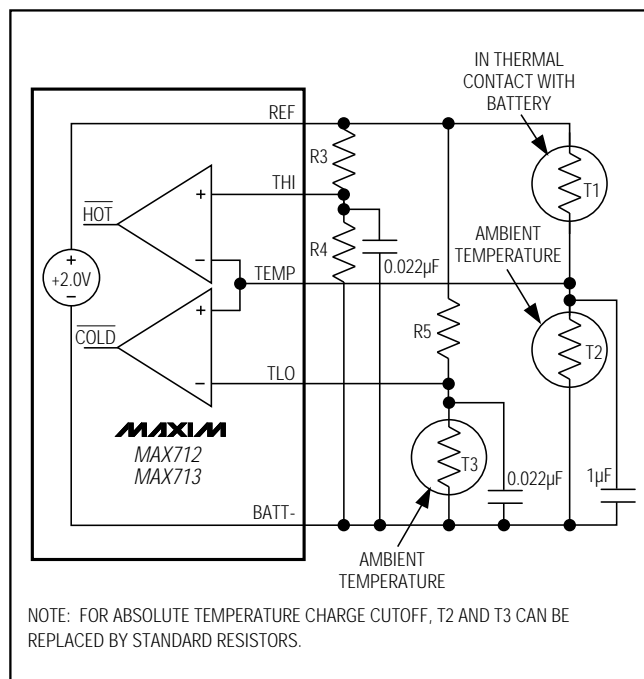 IN THERMAL
CONTACT WITH
BATTERY
REF
R3
THI
T1
+
HOT
R4
AMBIENT
TEMPERATURE
−
0.022µF
+
+2.0V
−
TEMP
+
R5
COLD
T2
−
TLO
MAXIM
MAX712
MAX713
T3
0.022µF
1µF
BATT-
AMBIENT
TEMPERATURE
NOTE: FOR ABSOLUTE TEMPERATURE CHARGE CUTOFF, T2 AND T3 CAN BE
REPLACED BY STANDARD RESISTORS.